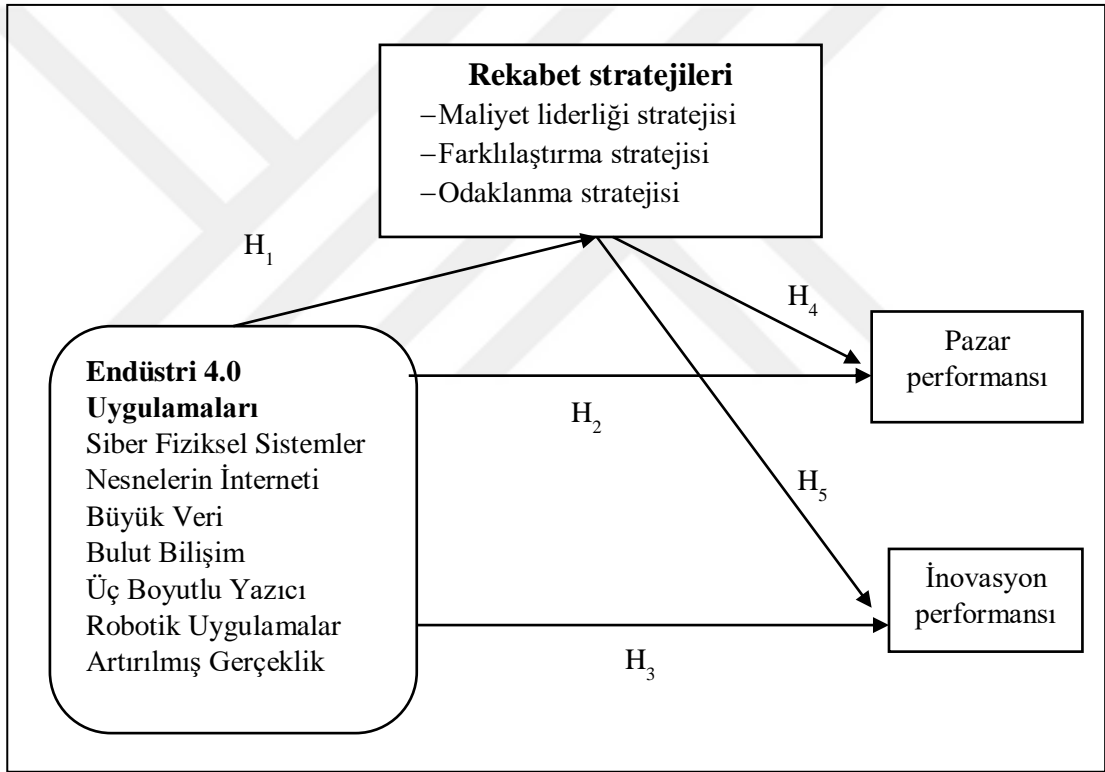 Rekabet stratejileri
–Maliyet liderliği stratejisi
–Farklılaştırma stratejisi
–Odaklanma stratejisi
H₁
H₄
Pazar
performansı
Endüstri 4.0
Uygulamaları
Siber Fiziksel Sistemler
Nesnelerin İnterneti
Büyük Veri
Bulut Bilişim
Üç Boyutlu Yazıcı
Robotik Uygulamalar
Artırılmış Gerçeklik
H₂
H₅
İnovasyon
performansı
H₃